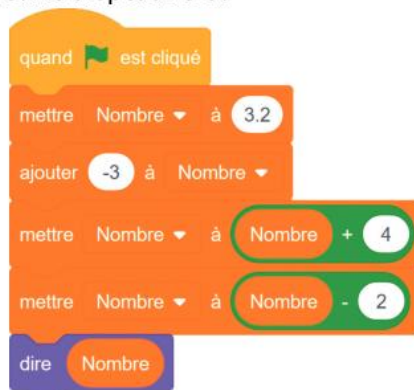 quand est cliqué
mettre Nombre à 3.2
ajouter -3 à Nombre
mettre Nombre à Nombre + 4
mettre Nombre à Nombre - 2
dire Nombre